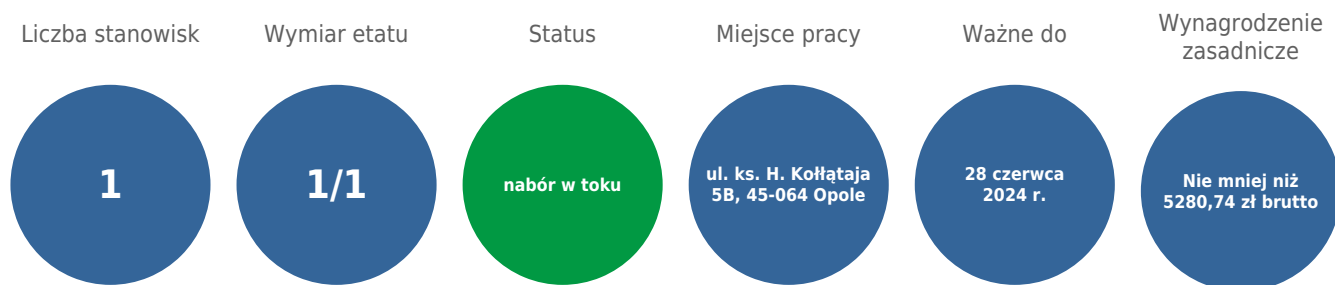 Liczba stanowisk
1
Wymiar etatu
1/1
Status
nabór w toku
Miejsce pracy
ul. ks. H. Kołłątaja
5B, 45-064 Opole
Ważne do
28 czerwca
2024 r.
Wynagrodzenie
zasadnicze
Nie mniej niż
5280,74 zł brutto